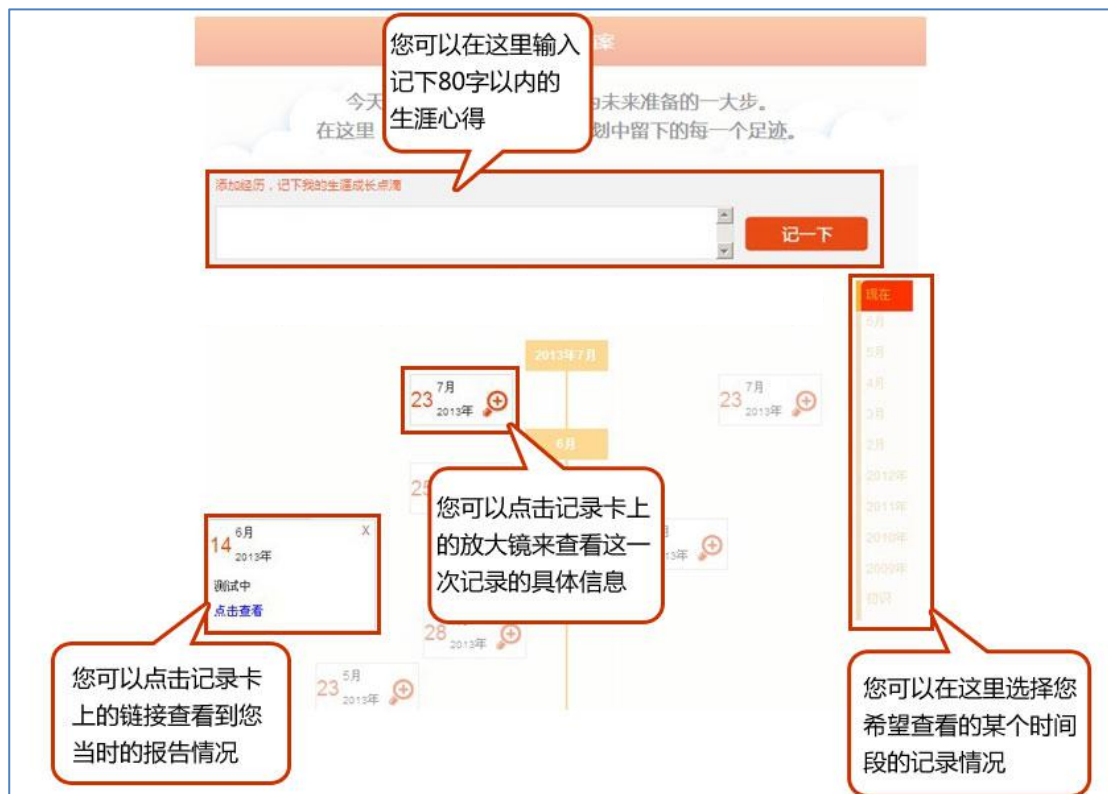 您可以在这里输入
记下80字以内的
生涯心得
案
今天
未来准备的一大步。
在这里
划中留下的每一个足迹。
添加经历，记下我的生涯成长点滴
记一下
现在
6月
5月
4月
3月
2月
2012年
2011年
2010年
2009年
初识
2013年7月
23 7月
2013年
23 7月
2013年
6月
25
您可以点击记录卡上
的放大镜来查看这一
次记录的具体信息
14 6月
2013年
X
测试中
点击查看
月
13年
28
2013年
23 5月
2013年
您可以点击记录卡
上的链接查看到您
当时的报告情况
您可以在这里选择您
希望查看的某个时间
段的记录情况